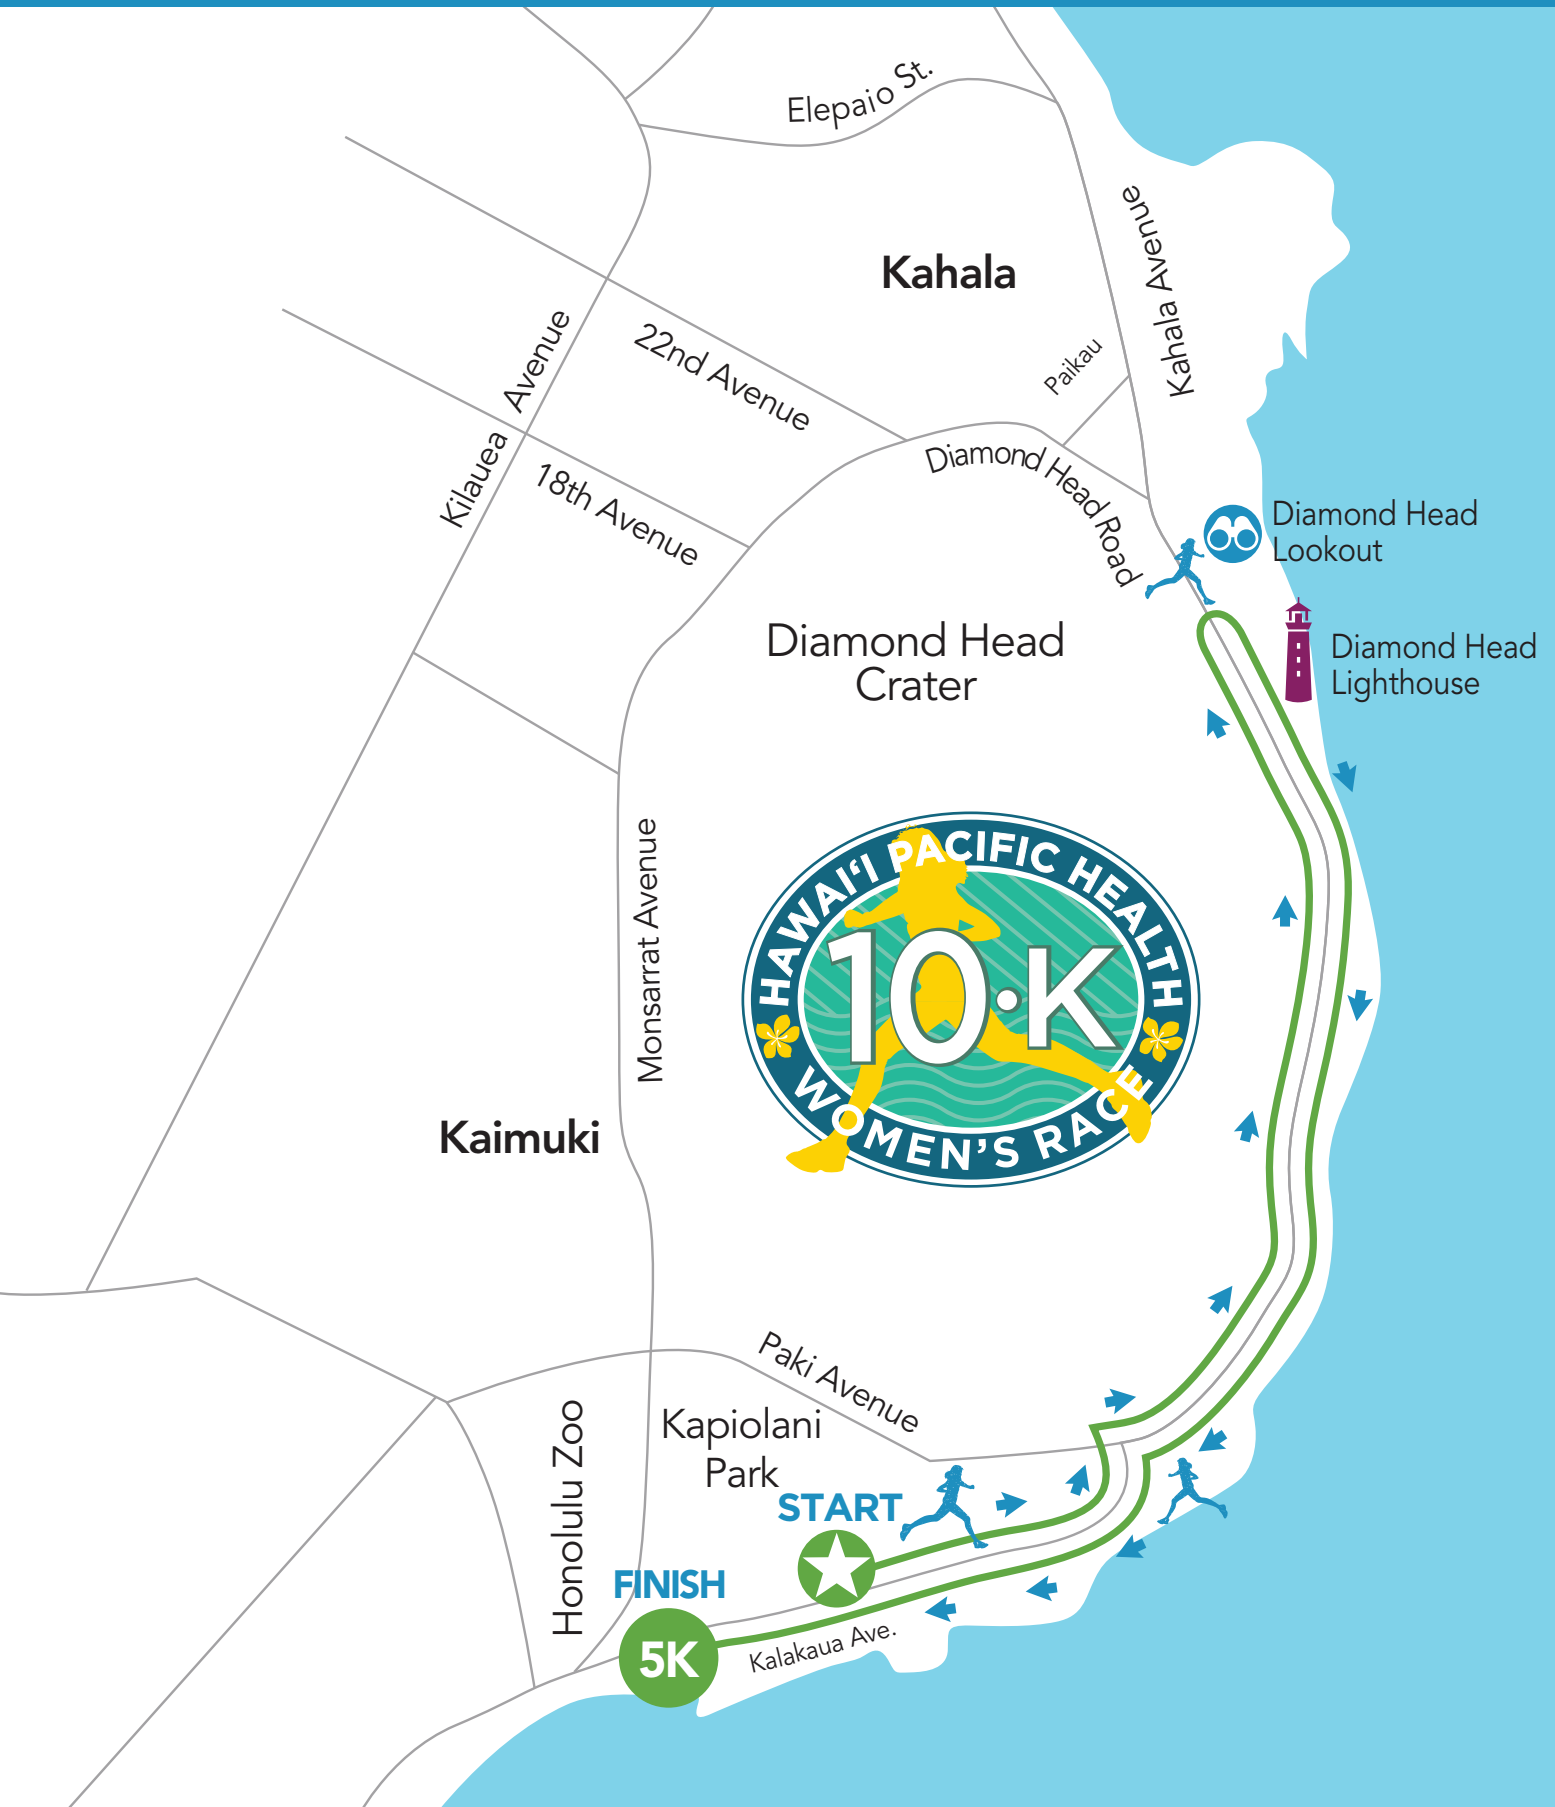 Elepaio St.
Kahala Avenue
Kahala
22nd Avenue
Paikau
Kilauea Avenue
18th Avenue
Diamond Head Road
Diamond Head
Lookout
Diamond Head
Crater
Diamond Head
Lighthouse
Monsarrat Avenue
HAWAI‘I PACIFIC HEALTH
10·K
WOMEN’S RACE
Kaimuki
Paki Avenue
Honolulu Zoo
Kapiolani
Park
START
FINISH
5K
Kalakaua Ave.